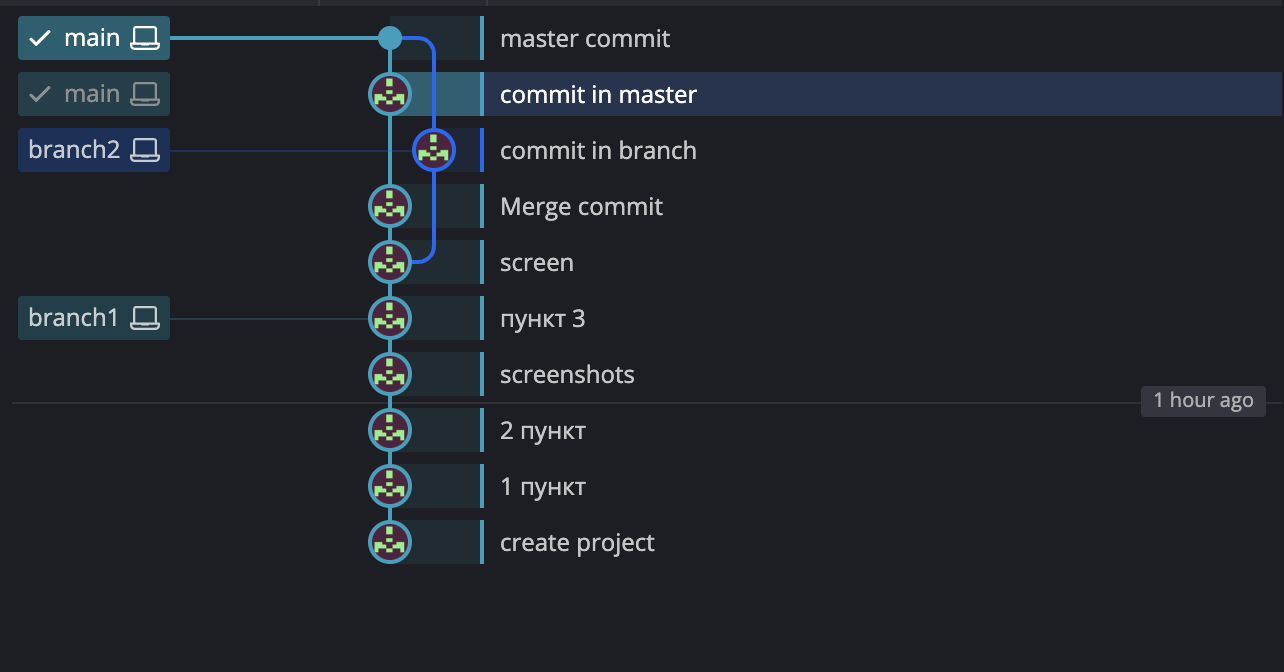 main master commit
main commit in master
branch2 commit in branch
Merge commit
screen
branch1 пункт 3
screenshots
1 hour ago
2 пункт
1 пункт
create project